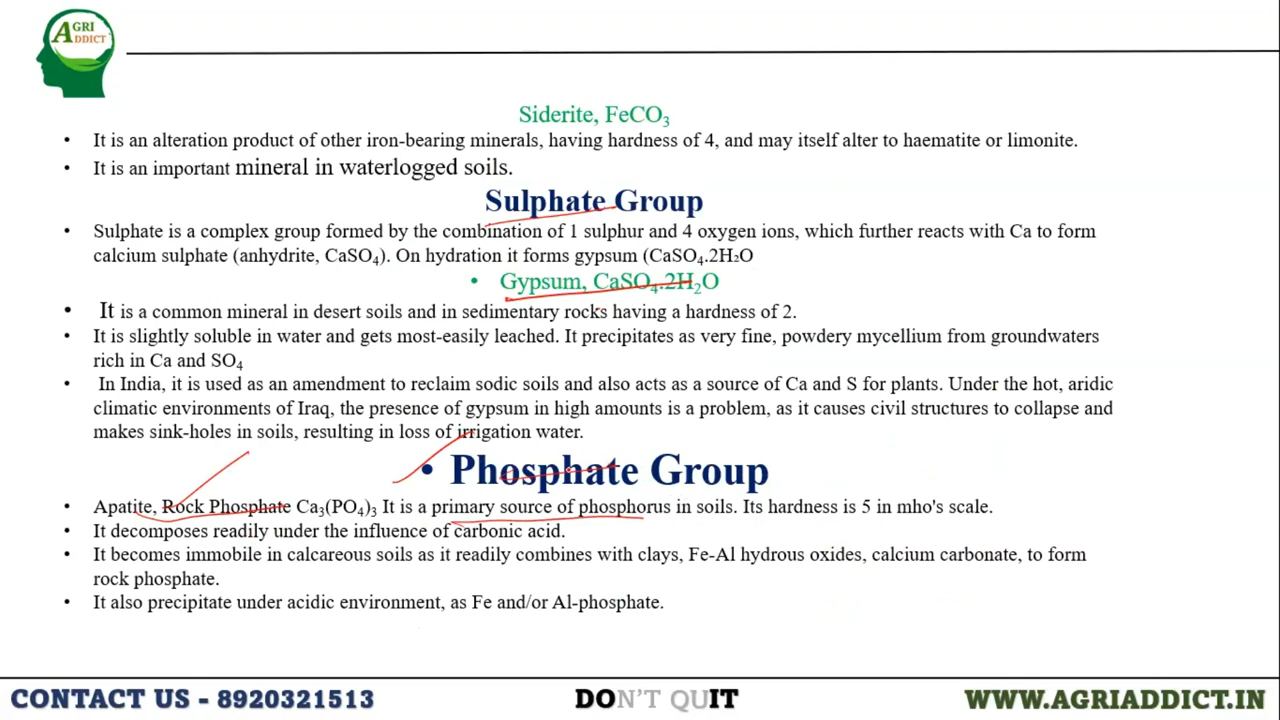 AGRI
ADDICT
Siderite, FeCO₃
• It is an alteration product of other iron-bearing minerals, having hardness of 4, and may itself alter to haematite or limonite.
• It is an important mineral in waterlogged soils.
Sulphate Group
• Sulphate is a complex group formed by the combination of 1 sulphur and 4 oxygen ions, which further reacts with Ca to form
calcium sulphate (anhydrite, CaSO₄). On hydration it forms gypsum (CaSO₄.2H₂O
• Gypsum, CaSO₄.2H₂O
• It is a common mineral in desert soils and in sedimentary rocks having a hardness of 2.
• It is slightly soluble in water and gets most-easily leached. It precipitates as very fine, powdery mycellium from groundwaters
rich in Ca and SO₄
• In India, it is used as an amendment to reclaim sodic soils and also acts as a source of Ca and S for plants. Under the hot, aridic
climatic environments of Iraq, the presence of gypsum in high amounts is a problem, as it causes civil structures to collapse and
makes sink-holes in soils, resulting in loss of irrigation water.
• Phosphate Group
• Apatite, Rock Phosphate Ca₃(PO₄)₃ It is a primary source of phosphorus in soils. Its hardness is 5 in mho's scale.
• It decomposes readily under the influence of carbonic acid.
• It becomes immobile in calcareous soils as it readily combines with clays, Fe-Al hydrous oxides, calcium carbonate, to form
rock phosphate.
• It also precipitate under acidic environment, as Fe and/or Al-phosphate.
CONTACT US - 8920321513
DON'T QUIT
WWW.AGRIADDICT.IN